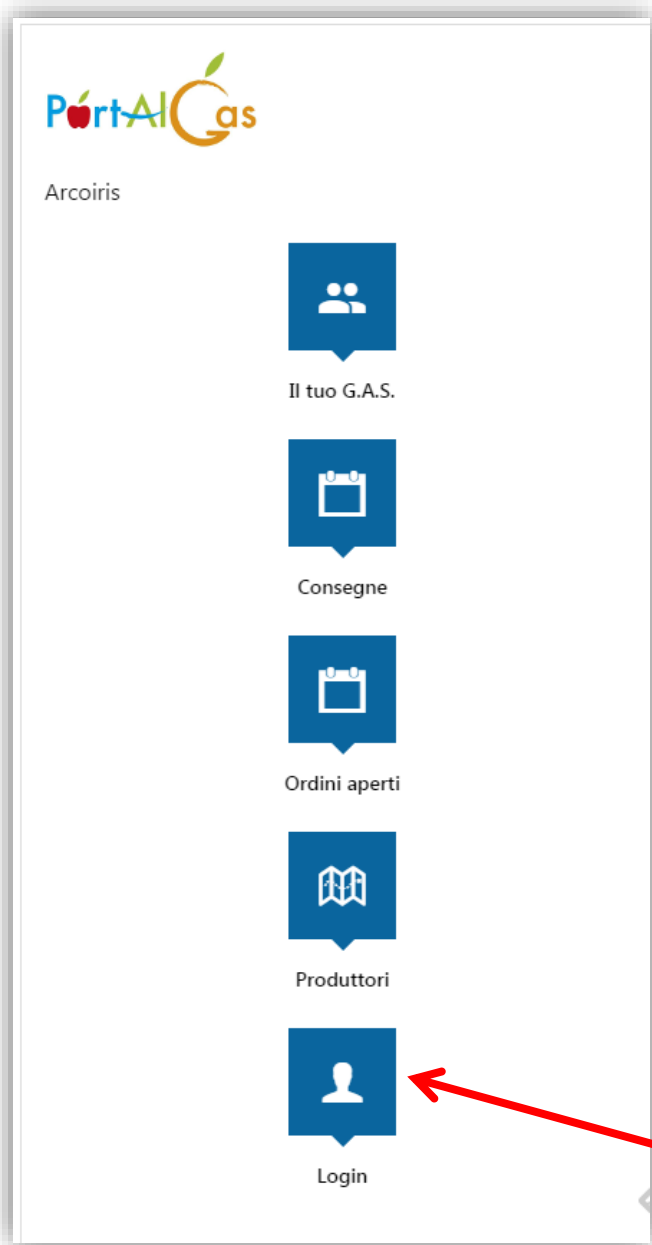 PortAlGas
Arcoiris
Il tuo G.A.S.
Consegne
Ordini aperti
Produttori
Login